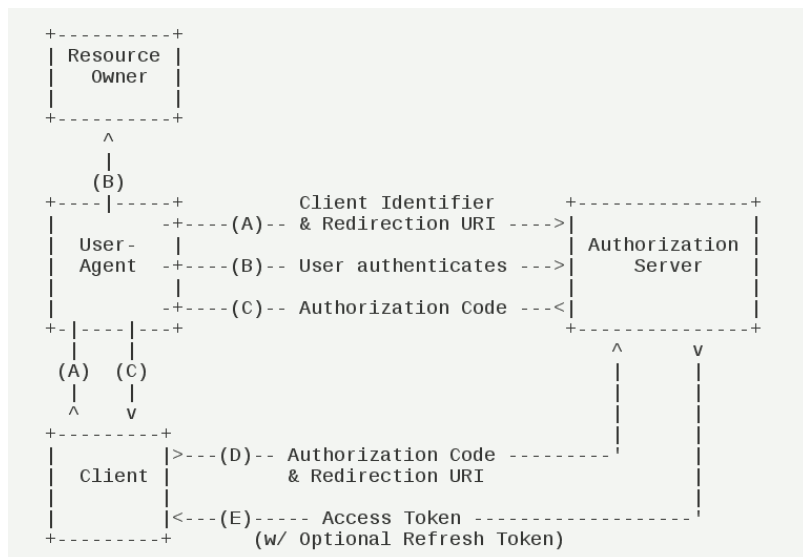 +----------+
| Resource |
|   Owner  |
|          |
+----------+
     ^
     |
    (B)
+----|-----+          Client Identifier      +---------------+
|         -+----(A)-- & Redirection URI ---->|               |
|  User-   |                                 | Authorization |
|  Agent  -+----(B)-- User authenticates --->|     Server    |
|          |                                 |               |
|         -+----(C)-- Authorization Code ---<|               |
+-|----|---+                                 +---------------+
  |    |                                         ^      v
 (A)  (C)                                        |      |
  |    |                                         |      |
  ^    v                                         |      |
+---------+                                      |      |
|         |>---(D)-- Authorization Code ---------'      |
|  Client |          & Redirection URI                  |
|         |                                             |
|         |<---(E)----- Access Token -------------------'
+---------+       (w/ Optional Refresh Token)